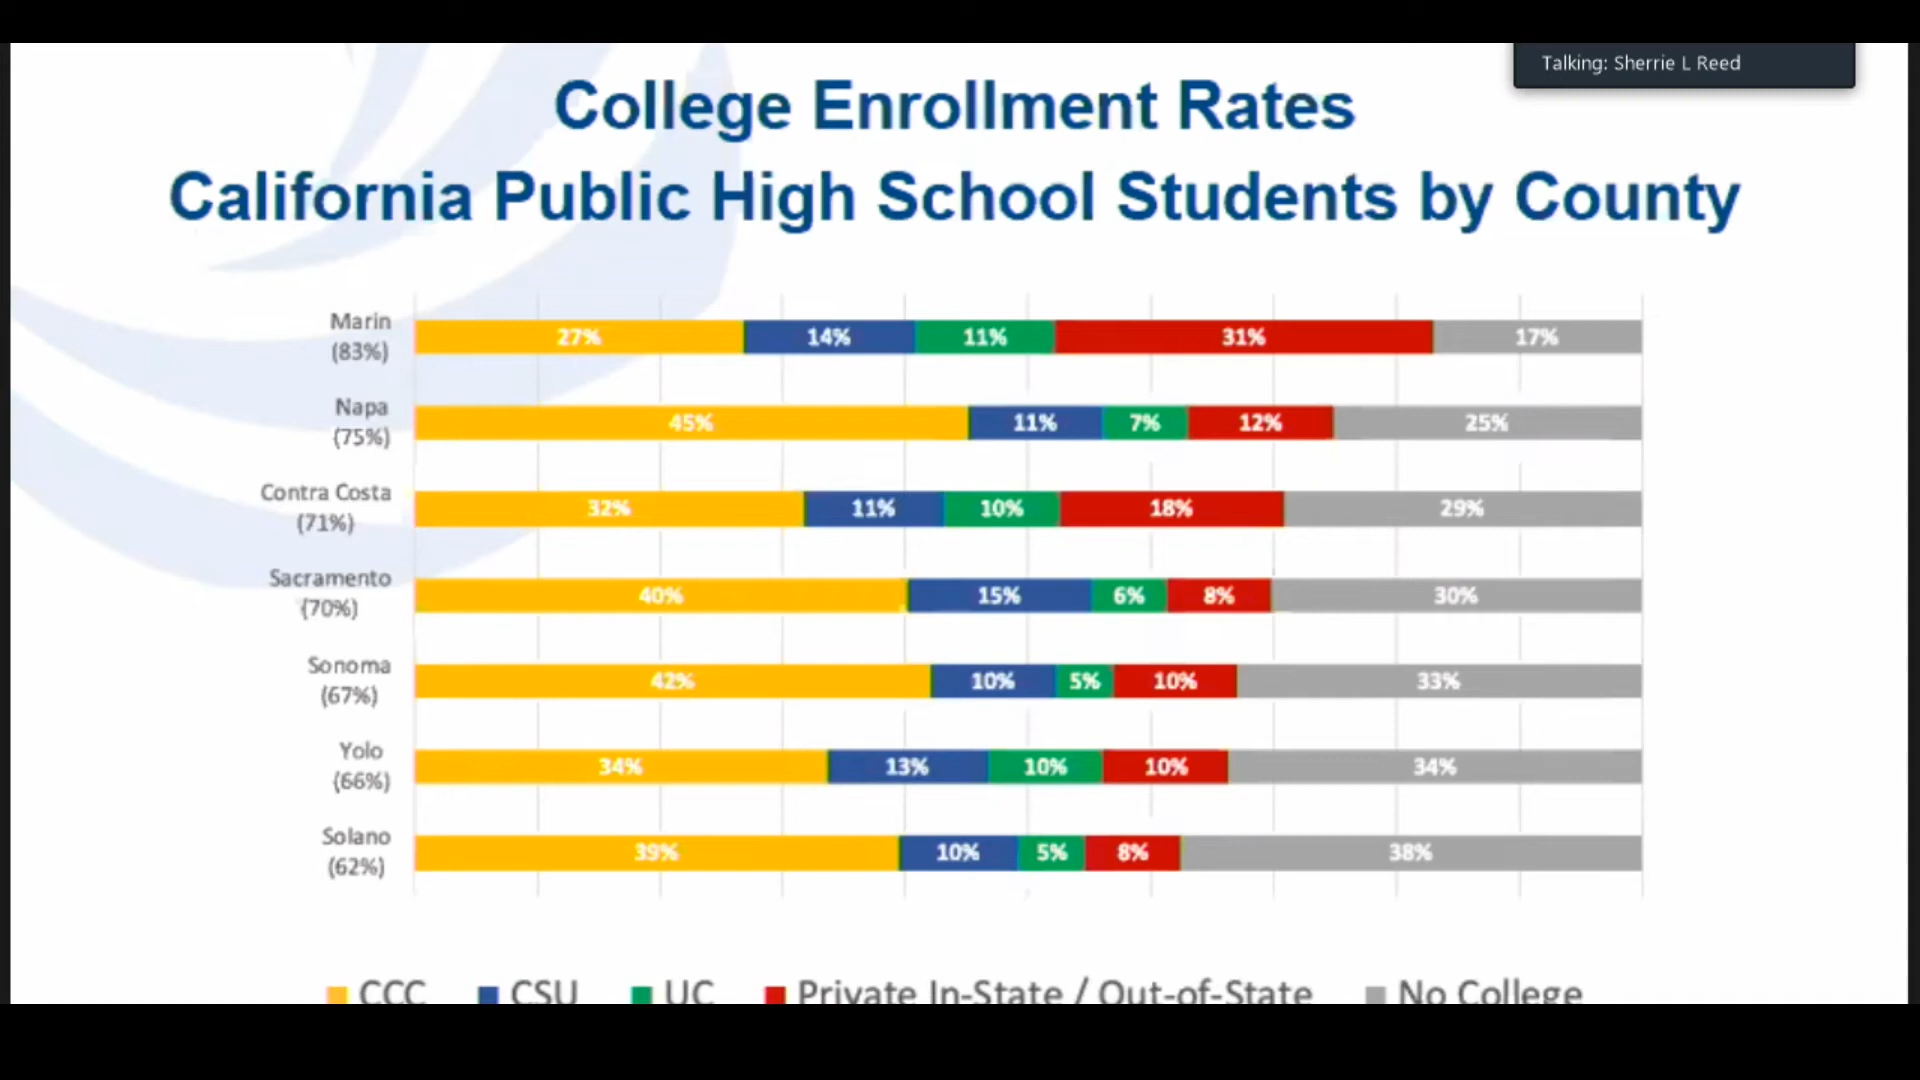 Talking: Sherrie L Reed
College Enrollment Rates
California Public High School Students by County
Marin
(83%)
27% 14% 11% 31% 17%
Napa
(75%)
45% 11% 7% 12% 25%
Contra Costa
(71%)
32% 11% 10% 18% 29%
Sacramento
(70%)
40% 15% 6% 8% 30%
Sonoma
(67%)
42% 10% 5% 10% 33%
Yolo
(66%)
34% 13% 10% 10% 34%
Solano
(62%)
39% 10% 5% 8% 38%
CCC CSU UC Private In-State / Out-of-State No College